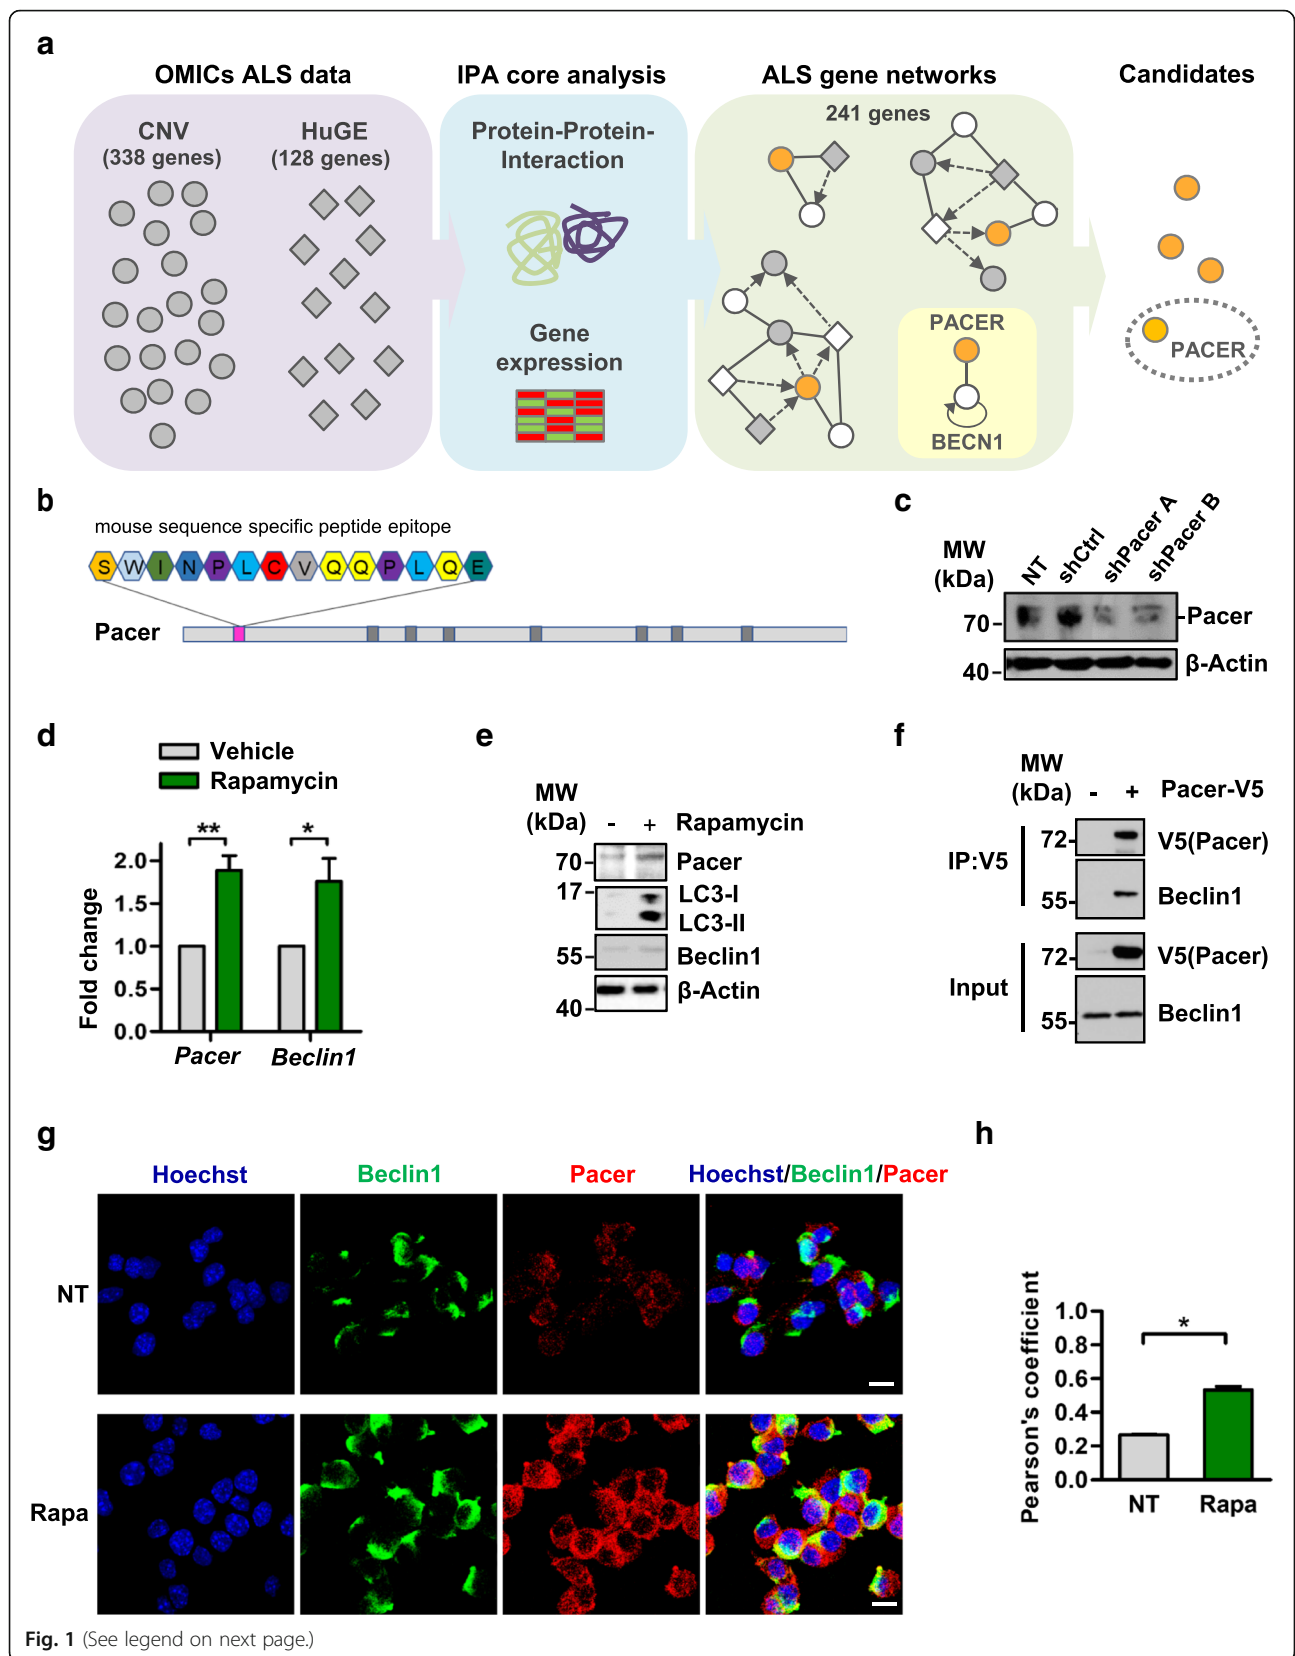 a
OMICs ALS data
IPA core analysis
ALS gene networks
Candidates
CNV
(338 genes)
HuGE
(128 genes)
Protein-Protein-
Interaction
Gene
expression
241 genes
PACER
BECN1
PACER
b
mouse sequence specific peptide epitope
S W I N P L C V Q Q P L Q E
Pacer
c
MW
(kDa)
NT
shCtrl
shPacer A
shPacer B
70
Pacer
40
β-Actin
d
Vehicle
Rapamycin
** *
Fold change
2.0
1.5
1.0
0.5
0.0
Pacer Beclin1
e
MW
(kDa) - + Rapamycin
70 Pacer
17 LC3-I
LC3-II
55 Beclin1
β-Actin
40
f
MW
(kDa) - + Pacer-V5
IP:V5
72 V5(Pacer)
55 Beclin1
Input
72 V5(Pacer)
55 Beclin1
g
Hoechst Beclin1 Pacer Hoechst/Beclin1/Pacer
NT
Rapa
h
Pearson's coefficient
1.0
0.8
0.6
0.4
0.2
0.0
*
NT Rapa
Fig. 1 (See legend on next page.)